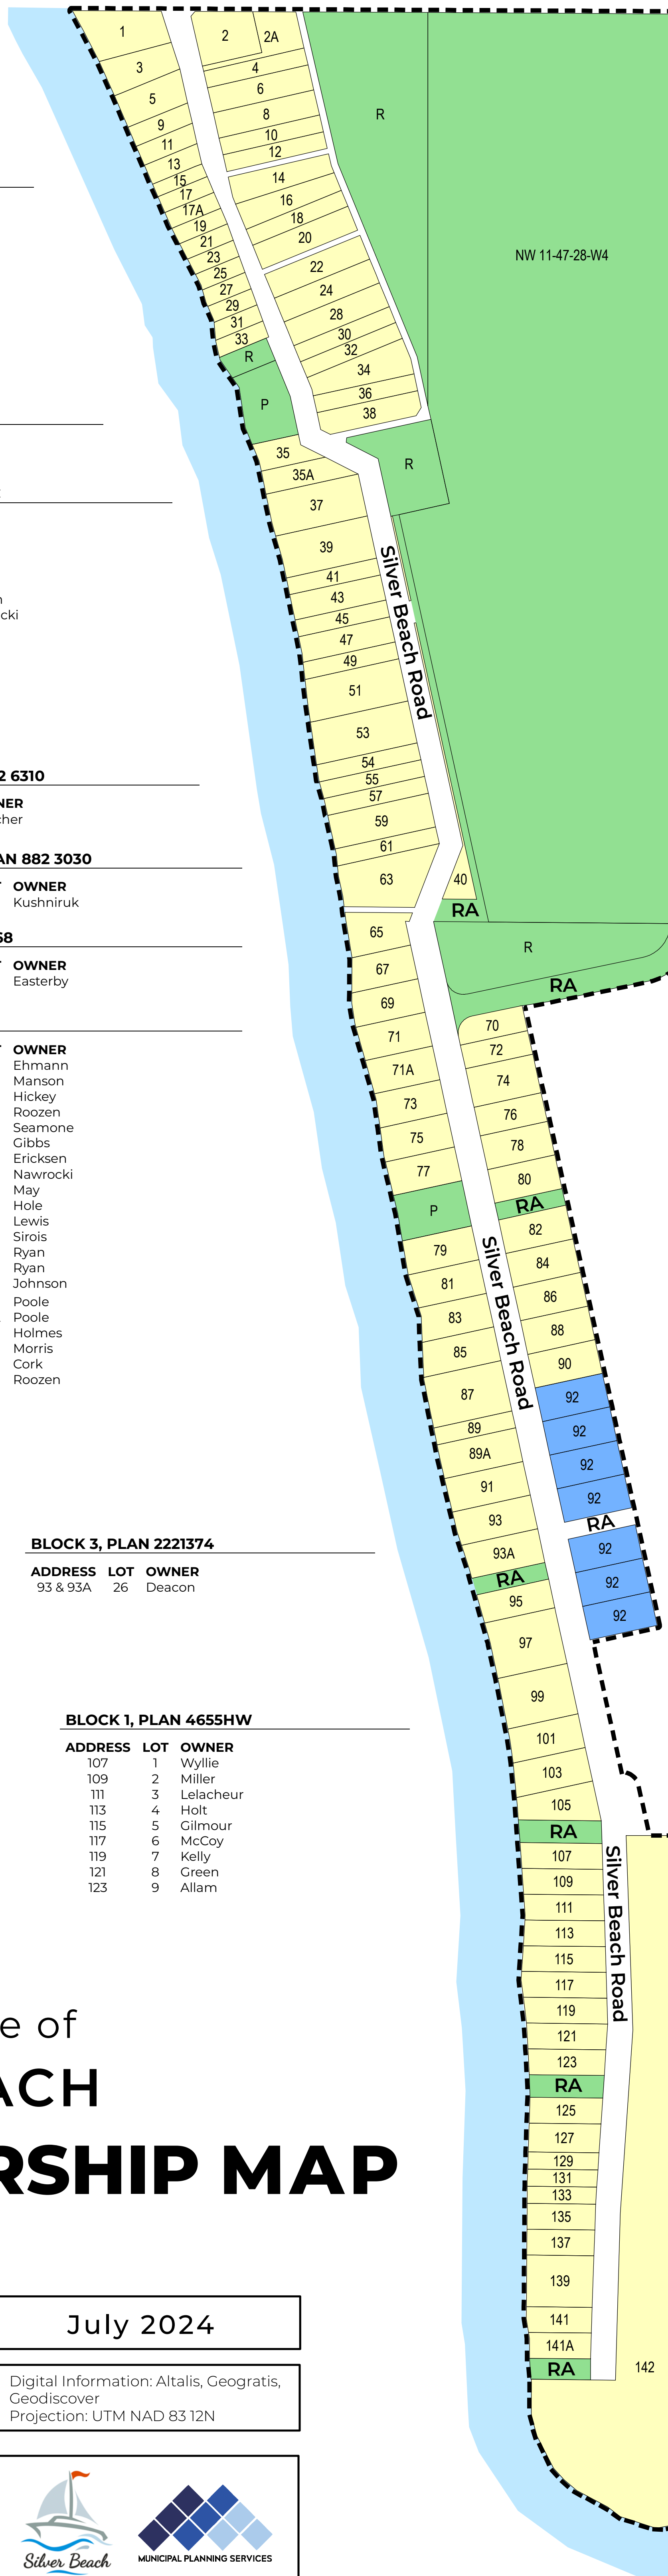 1
2
2A
3
4
5
6
R
8
9
10
11
12
13
14
15
16
17
17A
18
19
20
21
22
23
NW 11-47-28-W4
24
25
27
28
29
30
31
32
33
34
R
36
P
38
35
R
35A
37
39
41
43
45
47
49
51
53
54
55
57
59
61
63
Silver Beach Road
40
RA
65
R
67
RA
69
70
71
72
71A
74
73
76
75
78
77
80
P
RA
79
82
81
84
83
86
85
88
87
90
89
92
89A
92
91
92
93
92
93A
RA
RA
92
95
92
97
92
99
101
103
105
Silver Beach Road
RA
107
109
111
113
115
117
119
121
123
Silver Beach Road
RA
125
127
129
131
133
135
137
139
141
141A
RA
142
cki
2 6310
NER
cher
AN 882 3030
OWNER
Kushniruk
68
OWNER
Easterby
OWNER
Ehmann
Manson
Hickey
Roozen
Seamone
Gibbs
Ericksen
Nawrocki
May
Hole
Lewis
Sirois
Ryan
Ryan
Johnson
Poole
Poole
Holmes
Morris
Cork
Roozen
BLOCK 3, PLAN 2221374
ADDRESS LOT OWNER
93 & 93A 26 Deacon
BLOCK 1, PLAN 4655HW
ADDRESS LOT OWNER
107 1 Wyllie
109 2 Miller
111 3 Lelacheur
113 4 Holt
115 5 Gilmour
117 6 McCoy
119 7 Kelly
121 8 Green
123 9 Allam
e of
ACH
RSHIP MAP
July 2024
Digital Information: Altalis, Geogratis,
Geodiscover
Projection: UTM NAD 83 12N
Silver Beach
MUNICIPAL PLANNING SERVICES